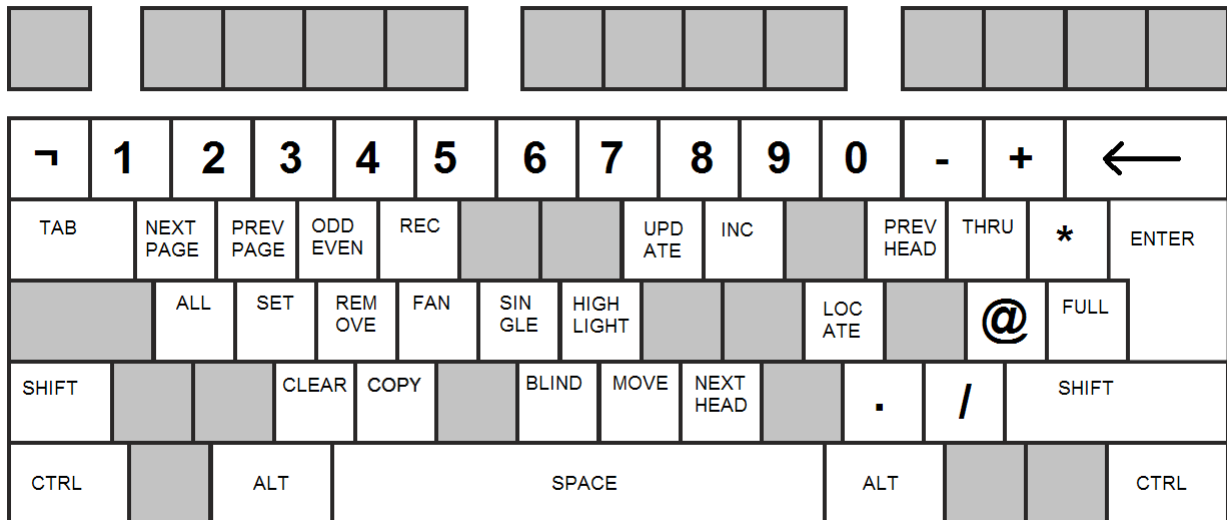 ¬ 1 2 3 4 5 6 7 8 9 0 - + ←
TAB NEXT PREV ODD REC UPD INC PREV THRU * ENTER
PAGE PAGE EVEN ATE HEAD
ALL SET REM FAN SIN HIGH LOC @ FULL
OVE GLE LIGHT ATE
SHIFT CLEAR COPY BLIND MOVE NEXT . / SHIFT
HEAD
CTRL ALT SPACE ALT CTRL